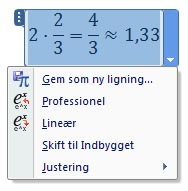 2 · 2/3 = 4/3 ≈ 1,33
Gem som ny ligning...
Professionel
Lineær
Skift til Indbygget
Justering